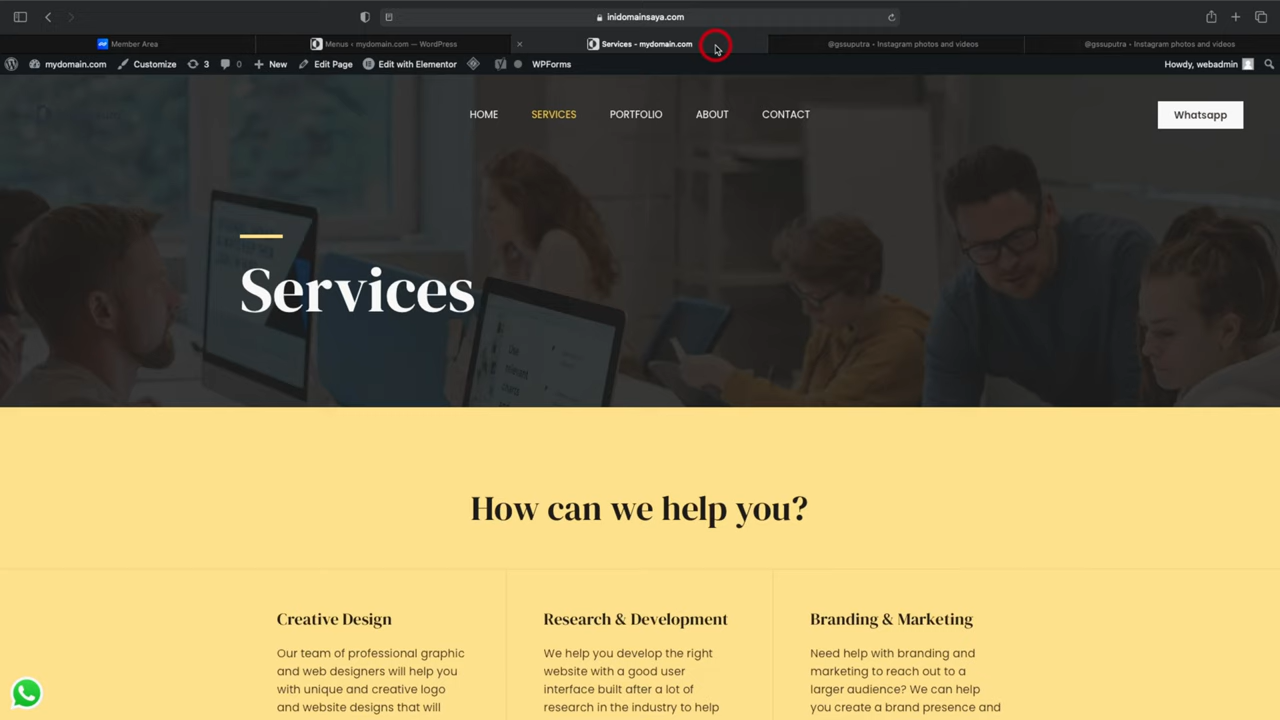 inidomainsaya.com
Member Area
Menus ‹ mydomain.com — WordPress
Services - mydomain.com
@gssuputra • Instagram photos and videos
@gssuputra • Instagram photos and videos
mydomain.com
Customize
3
0
New
Edit Page
Edit with Elementor
WPForms
Howdy, webadmin
HOME
SERVICES
PORTFOLIO
ABOUT
CONTACT
Whatsapp
Services
How can we help you?
Creative Design
Our team of professional graphic
and web designers will help you
with unique and creative logo
and website designs that will
Research & Development
We help you develop the right
website with a good user
interface built after a lot of
research in the industry to help
Branding & Marketing
Need help with branding and
marketing to reach out to a
larger audience? We can help
you create a brand presence and